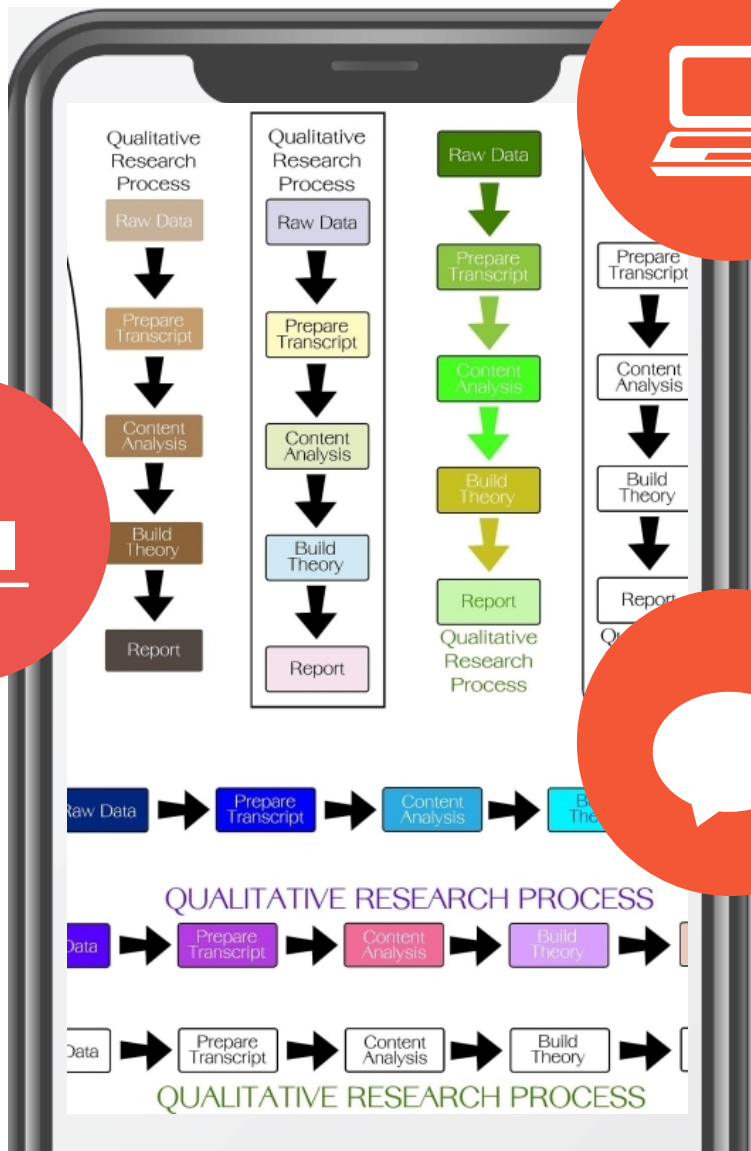 Qualitative
Research
Process
Raw Data
Prepare
Transcript
Content
Analysis
Build
Theory
Report
Qualitative
Research
Process
Raw Data
Prepare
Transcript
Content
Analysis
Build
Theory
Report
Raw Data
Prepare
Transcript
Content
Analysis
Build
Theory
Report
Qualitative
Research
Process
Prepare
Transcript
Content
Analysis
Build
Theory
Report
Raw Data
Prepare
Transcript
Content
Analysis
QUALITATIVE RESEARCH PROCESS
Data
Prepare
Transcript
Content
Analysis
Build
Theory
Data
Prepare
Transcript
Content
Analysis
Build
Theory
QUALITATIVE RESEARCH PROCESS